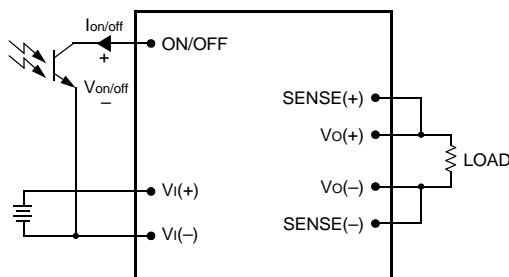 Ion/off
ON/OFF
+
Von/off
–
SENSE(+)
VO(+)
LOAD
VI(+)
VO(–)
VI(–)
SENSE(–)